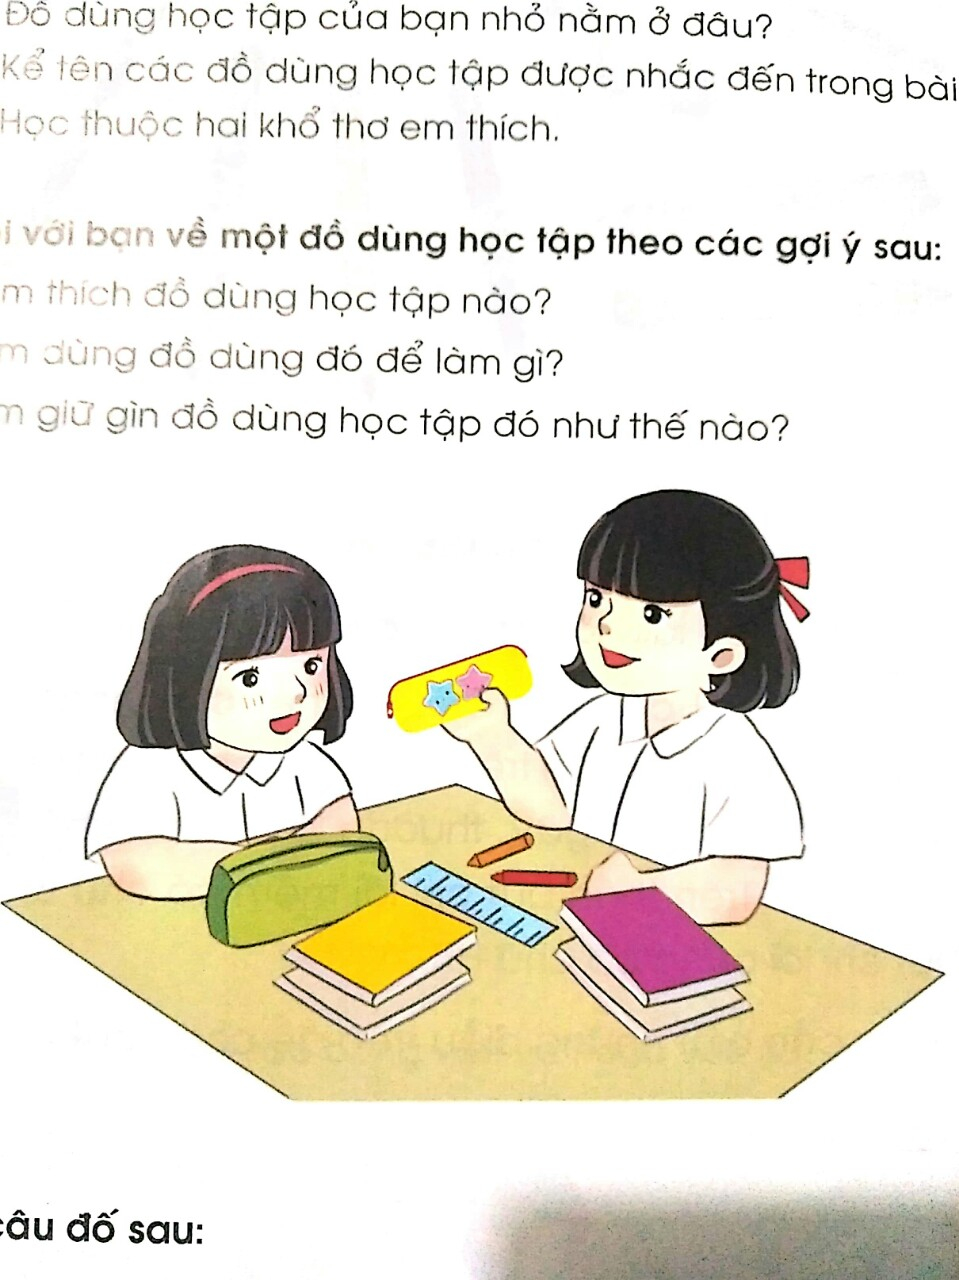 Đồ dùng học tập của bạn nhỏ nằm ở đâu?
Kể tên các đồ dùng học tập được nhắc đến trong bài
Học thuộc hai khổ thơ em thích.
i với bạn về một đồ dùng học tập theo các gợi ý sau:
m thích đồ dùng học tập nào?
m dùng đồ dùng đó để làm gì?
m giữ gìn đồ dùng học tập đó như thế nào?
câu đố sau: